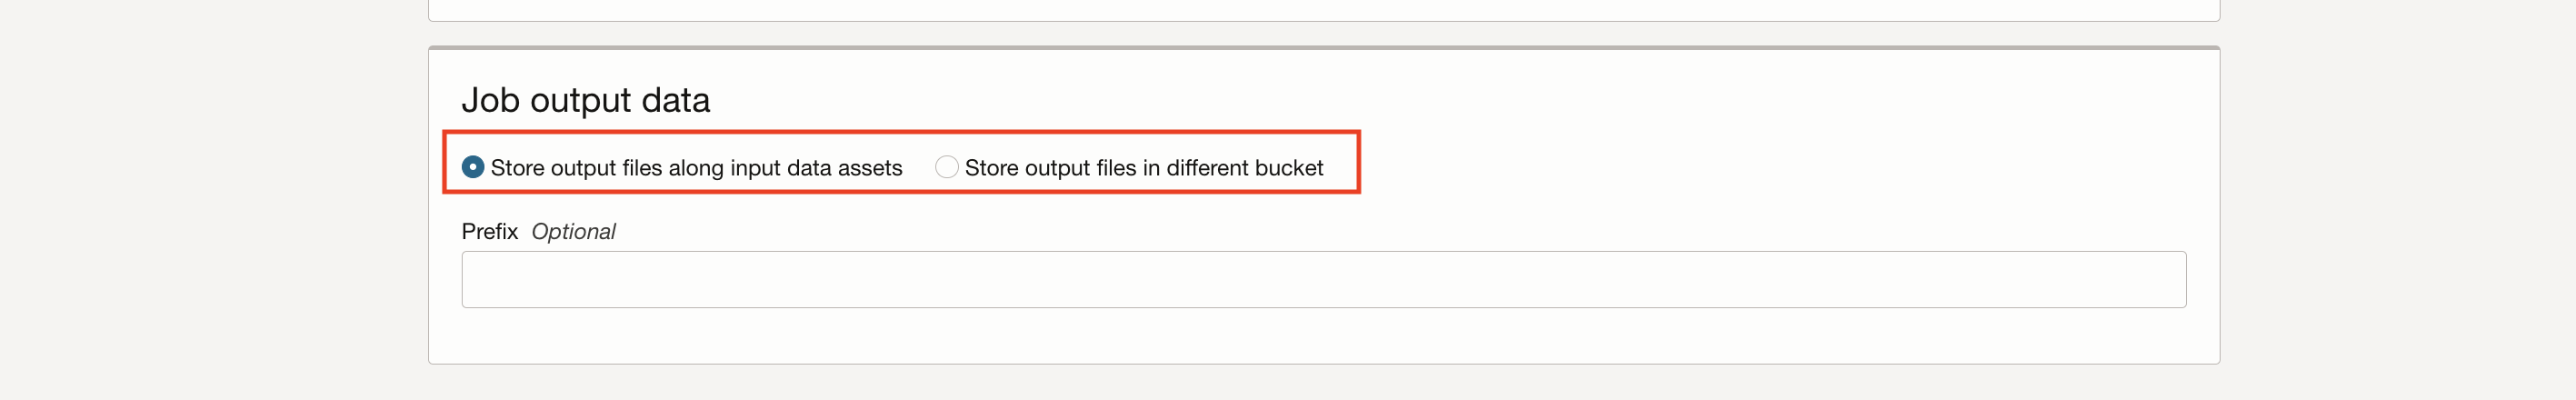 Job output data
Store output files along input data assets Store output files in different bucket
Prefix Optional